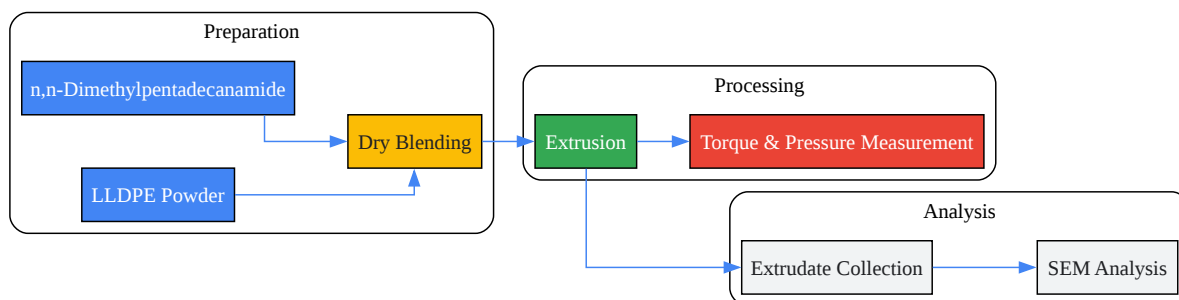 Preparation
n,n-Dimethylpentadecanamide
Dry Blending
LLDPE Powder
Processing
Extrusion
Torque & Pressure Measurement
Analysis
Extrudate Collection
SEM Analysis